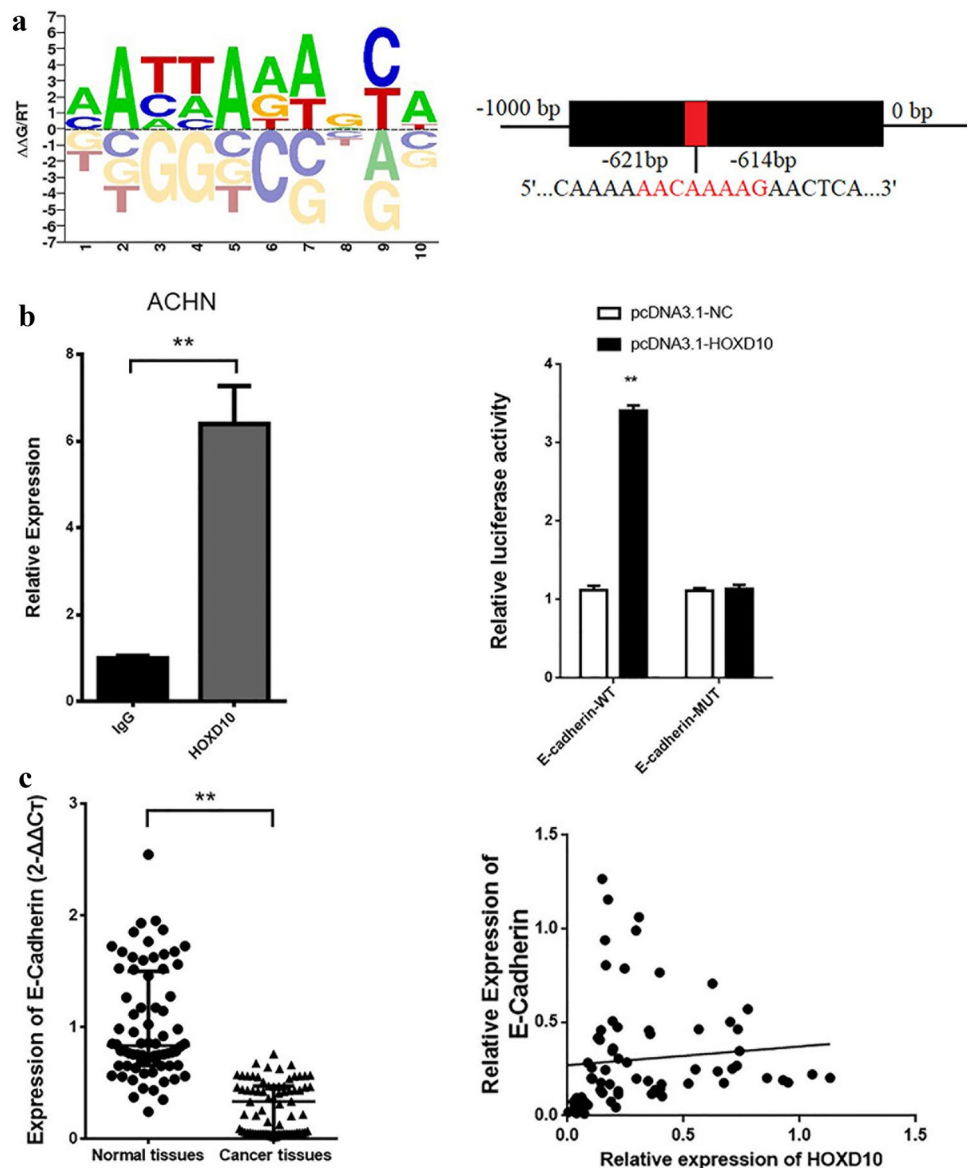 a
ΔΔG/RT
7
6
5
4
3
2
1
0
-1
-2
-3
-4
-5
-6
-7
1 2 3 4 5 6 7 8 9 10
-1000 bp
0 bp
-621bp
-614bp
5'...CAAAAAACAAAAGAACTCA...3'
b
ACHN
**
Relative Expression
8
6
4
2
0
IgG
HOXD10
pcDNA3.1-NC
pcDNA3.1-HOXD10
**
Relative luciferase activity
4
3
2
1
0
E-cadherin-WT
E-cadherin-MUT
c
**
Expression of E-Cadherin (2-ΔΔCT)
3
2
1
0
Normal tissues
Cancer tissues
Relative Expression of
E-Cadherin
1.5
1.0
0.5
0.0
0.0 0.5 1.0 1.5
Relative expression of HOXD10